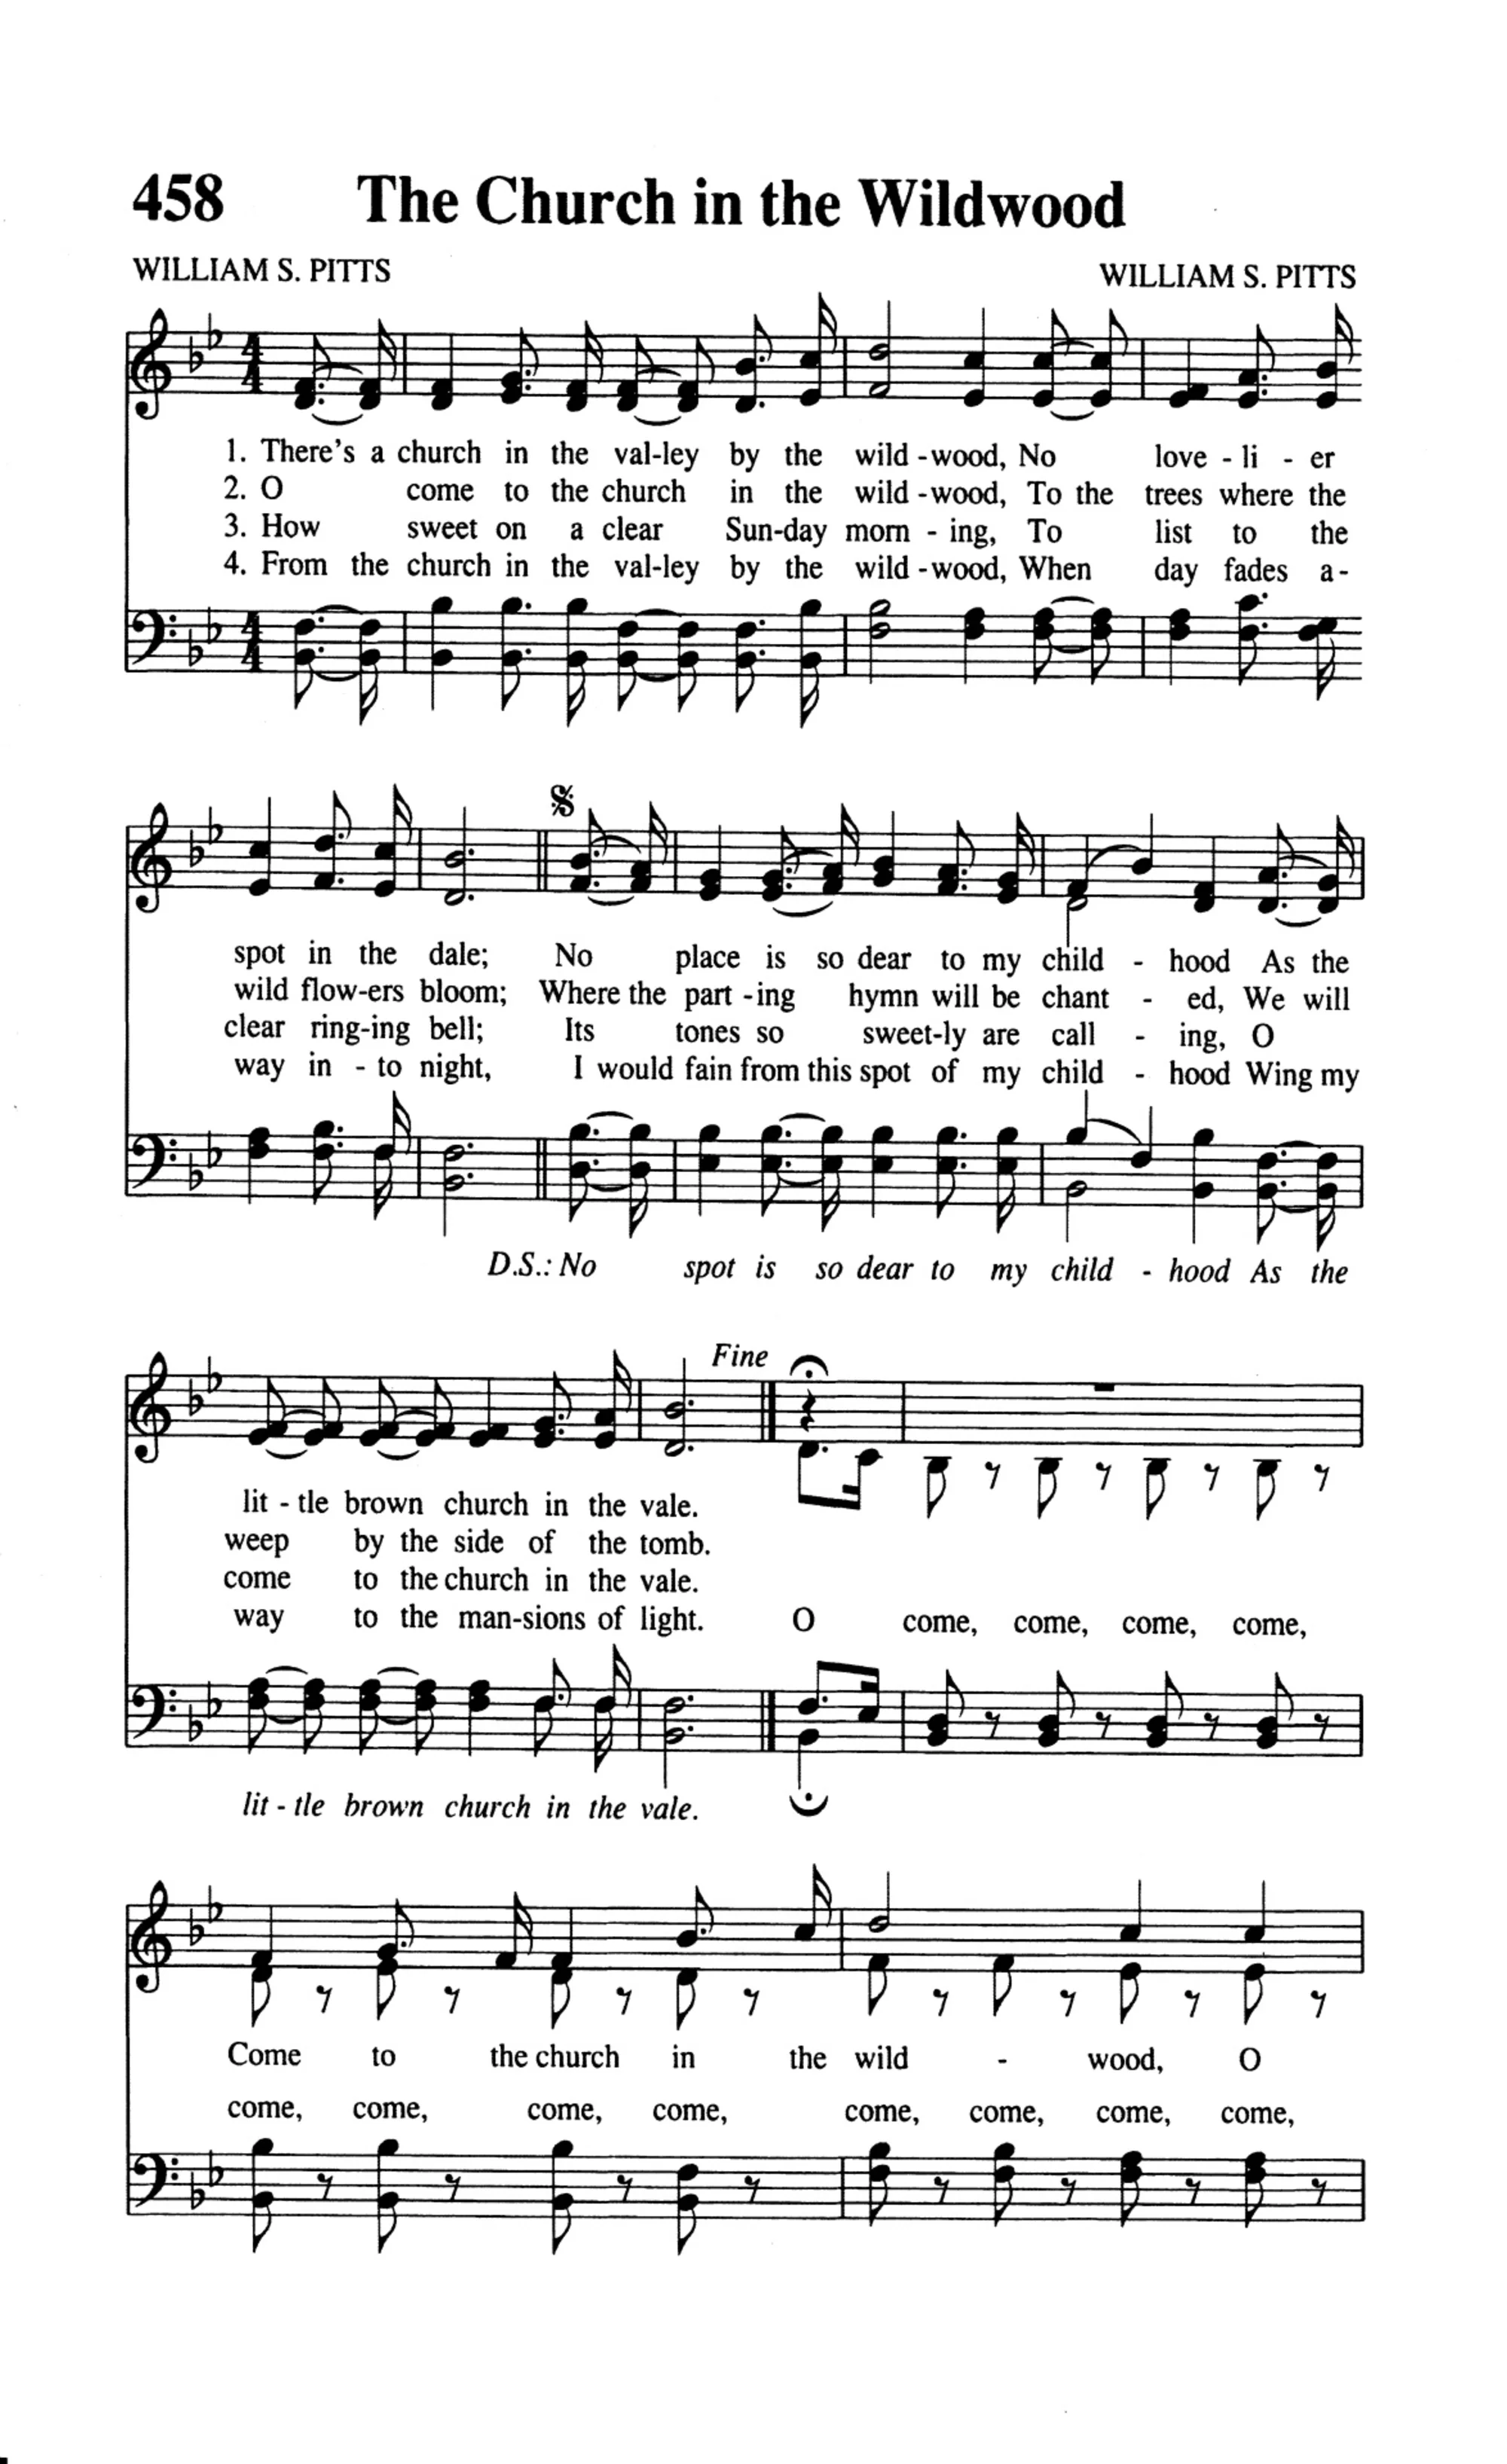 458 The Church in the Wildwood
WILLIAM S. PITTS WILLIAM S. PITTS
1. There's a church in the val-ley by the wild-wood, No love - li - er
2. O come to the church in the wild-wood, To the trees where the
3. How sweet on a clear Sun-day morn - ing, To list to the
4. From the church in the val-ley by the wild-wood, When day fades a-
spot in the dale; No place is so dear to my child - hood As the
wild flow-ers bloom; Where the part-ing hymn will be chant - ed, We will
clear ring-ing bell; Its tones so sweet-ly are call - ing, O
way in - to night, I would fain from this spot of my child - hood Wing my
D.S.: No spot is so dear to my child - hood As the
Fine
lit - tle brown church in the vale.
weep by the side of the tomb.
come to the church in the vale.
way to the man-sions of light. O come, come, come, come,
lit - tle brown church in the vale.
Come to the church in the wild - wood, O
come, come, come, come, come, come, come, come,